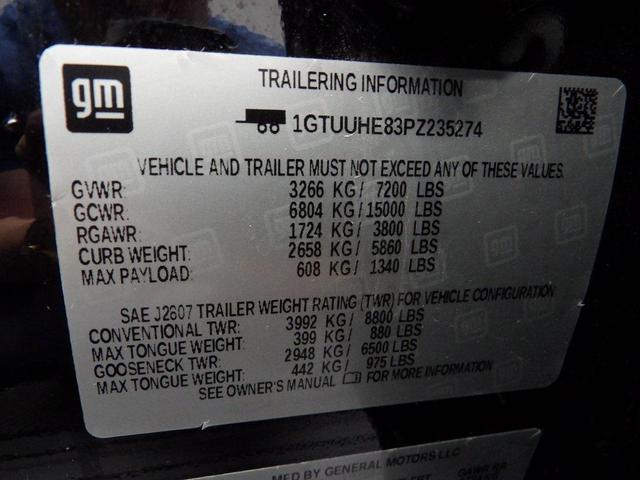 gm
TRAILERING INFORMATION
1GTUUHE83PZ235274
VEHICLE AND TRAILER MUST NOT EXCEED ANY OF THESE VALUES.
GVWR: 3266 KG/ 7200 LBS
GCWR: 6804 KG/15000 LBS
RGAWR: 1724 KG/ 3800 LBS
CURB WEIGHT: 2658 KG/ 5860 LBS
MAX PAYLOAD: 608 KG/ 1340 LBS
SAE J2807 TRAILER WEIGHT RATING (TWR) FOR VEHICLE CONFIGURATION
CONVENTIONAL TWR: 3992 KG/ 8800 LBS
MAX TONGUE WEIGHT: 399 KG/ 880 LBS
GOOSENECK TWR: 2948 KG/ 6500 LBS
MAX TONGUE WEIGHT: 442 KG/ 975 LBS
SEE OWNER'S MANUAL FOR MORE INFORMATION
MFD BY GENERAL MOTORS LLC
GAWR RR